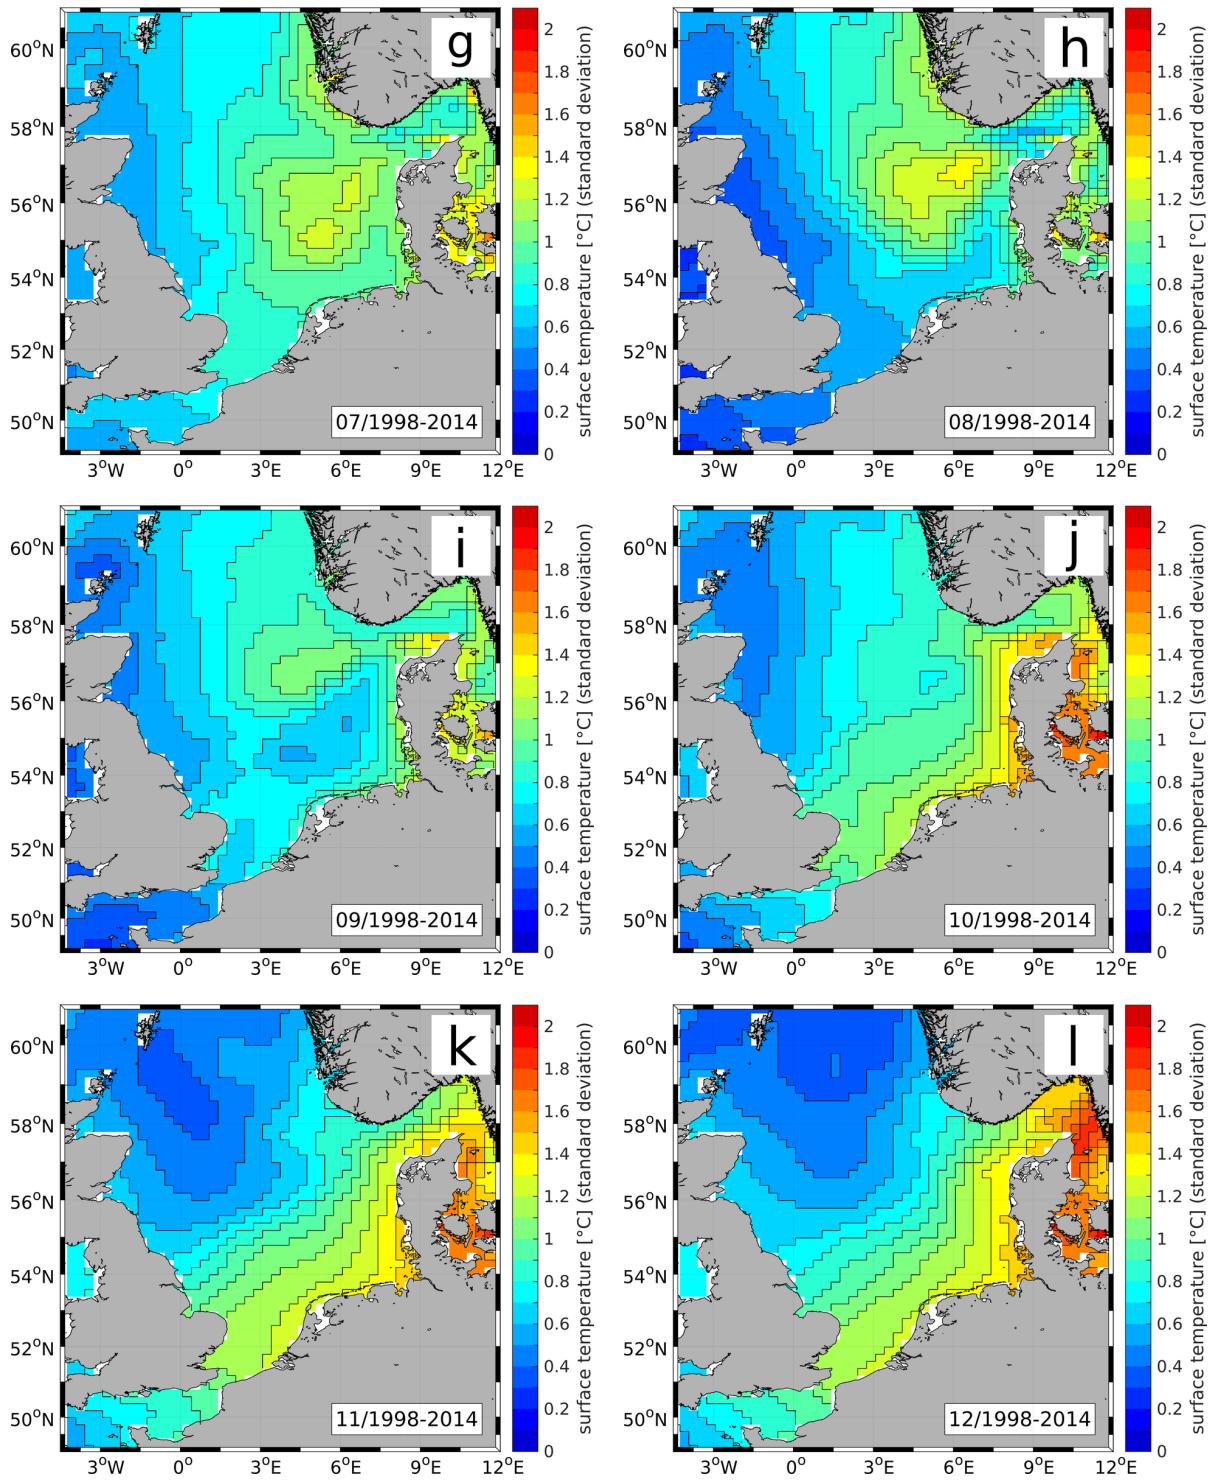 g
60°N
58°N
56°N
54°N
52°N
50°N
3°W
0°
3°E
6°E
9°E
12°E
07/1998-2014
2
1.8
1.6
1.4
1.2
1
0.8
0.6
0.4
0.2
0
surface temperature [°C] (standard deviation)
h
60°N
58°N
56°N
54°N
52°N
50°N
3°W
0°
3°E
6°E
9°E
12°E
08/1998-2014
2
1.8
1.6
1.4
1.2
1
0.8
0.6
0.4
0.2
0
surface temperature [°C] (standard deviation)
i
60°N
58°N
56°N
54°N
52°N
50°N
3°W
0°
3°E
6°E
9°E
12°E
09/1998-2014
2
1.8
1.6
1.4
1.2
1
0.8
0.6
0.4
0.2
0
surface temperature [°C] (standard deviation)
j
60°N
58°N
56°N
54°N
52°N
50°N
3°W
0°
3°E
6°E
9°E
12°E
10/1998-2014
2
1.8
1.6
1.4
1.2
1
0.8
0.6
0.4
0.2
0
surface temperature [°C] (standard deviation)
k
60°N
58°N
56°N
54°N
52°N
50°N
3°W
0°
3°E
6°E
9°E
12°E
11/1998-2014
2
1.8
1.6
1.4
1.2
1
0.8
0.6
0.4
0.2
0
surface temperature [°C] (standard deviation)
l
60°N
58°N
56°N
54°N
52°N
50°N
3°W
0°
3°E
6°E
9°E
12°E
12/1998-2014
2
1.8
1.6
1.4
1.2
1
0.8
0.6
0.4
0.2
0
surface temperature [°C] (standard deviation)